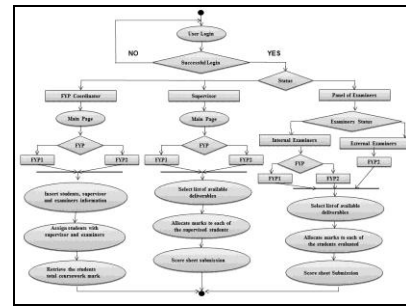 User Login
NO
YES
Successful Login
Status
FYP Coordinator
Supervisor
Panel of Examiners
Main Page
Main Page
Examiners Status
Internal Examiners
External Examiners
FYP
FYP
FYP
FYP2
FYP1
FYP2
FYP1
FYP2
FYP1
FYP2
Insert students, supervisor
and examiners information
Select list of available
deliverables
Select list of available
deliverables
Assign students with
supervisor and examiners
Allocate marks to each of
the supervised students
Allocate marks to each of
the students evaluated
Retrieve the students
total coursework mark
Score sheet submission
Score sheet Submission